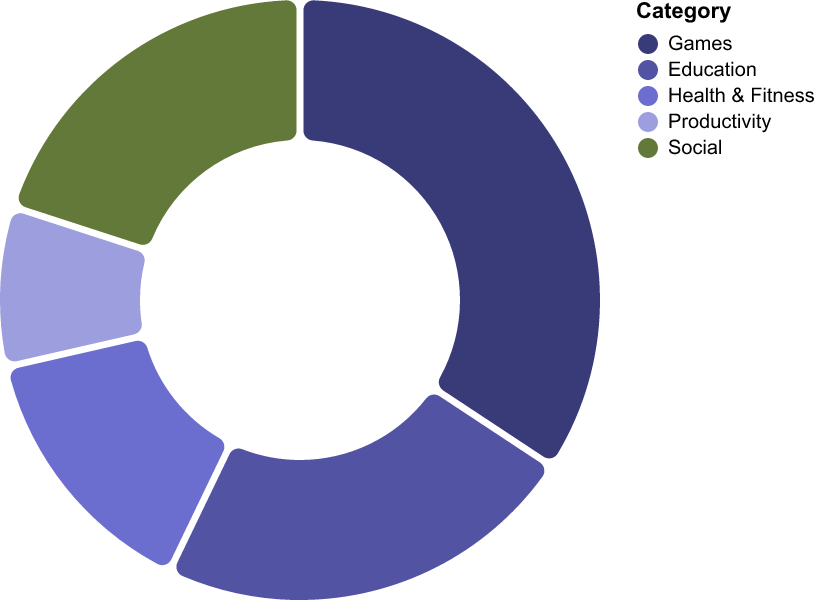 Category
Games
Education
Health & Fitness
Productivity
Social